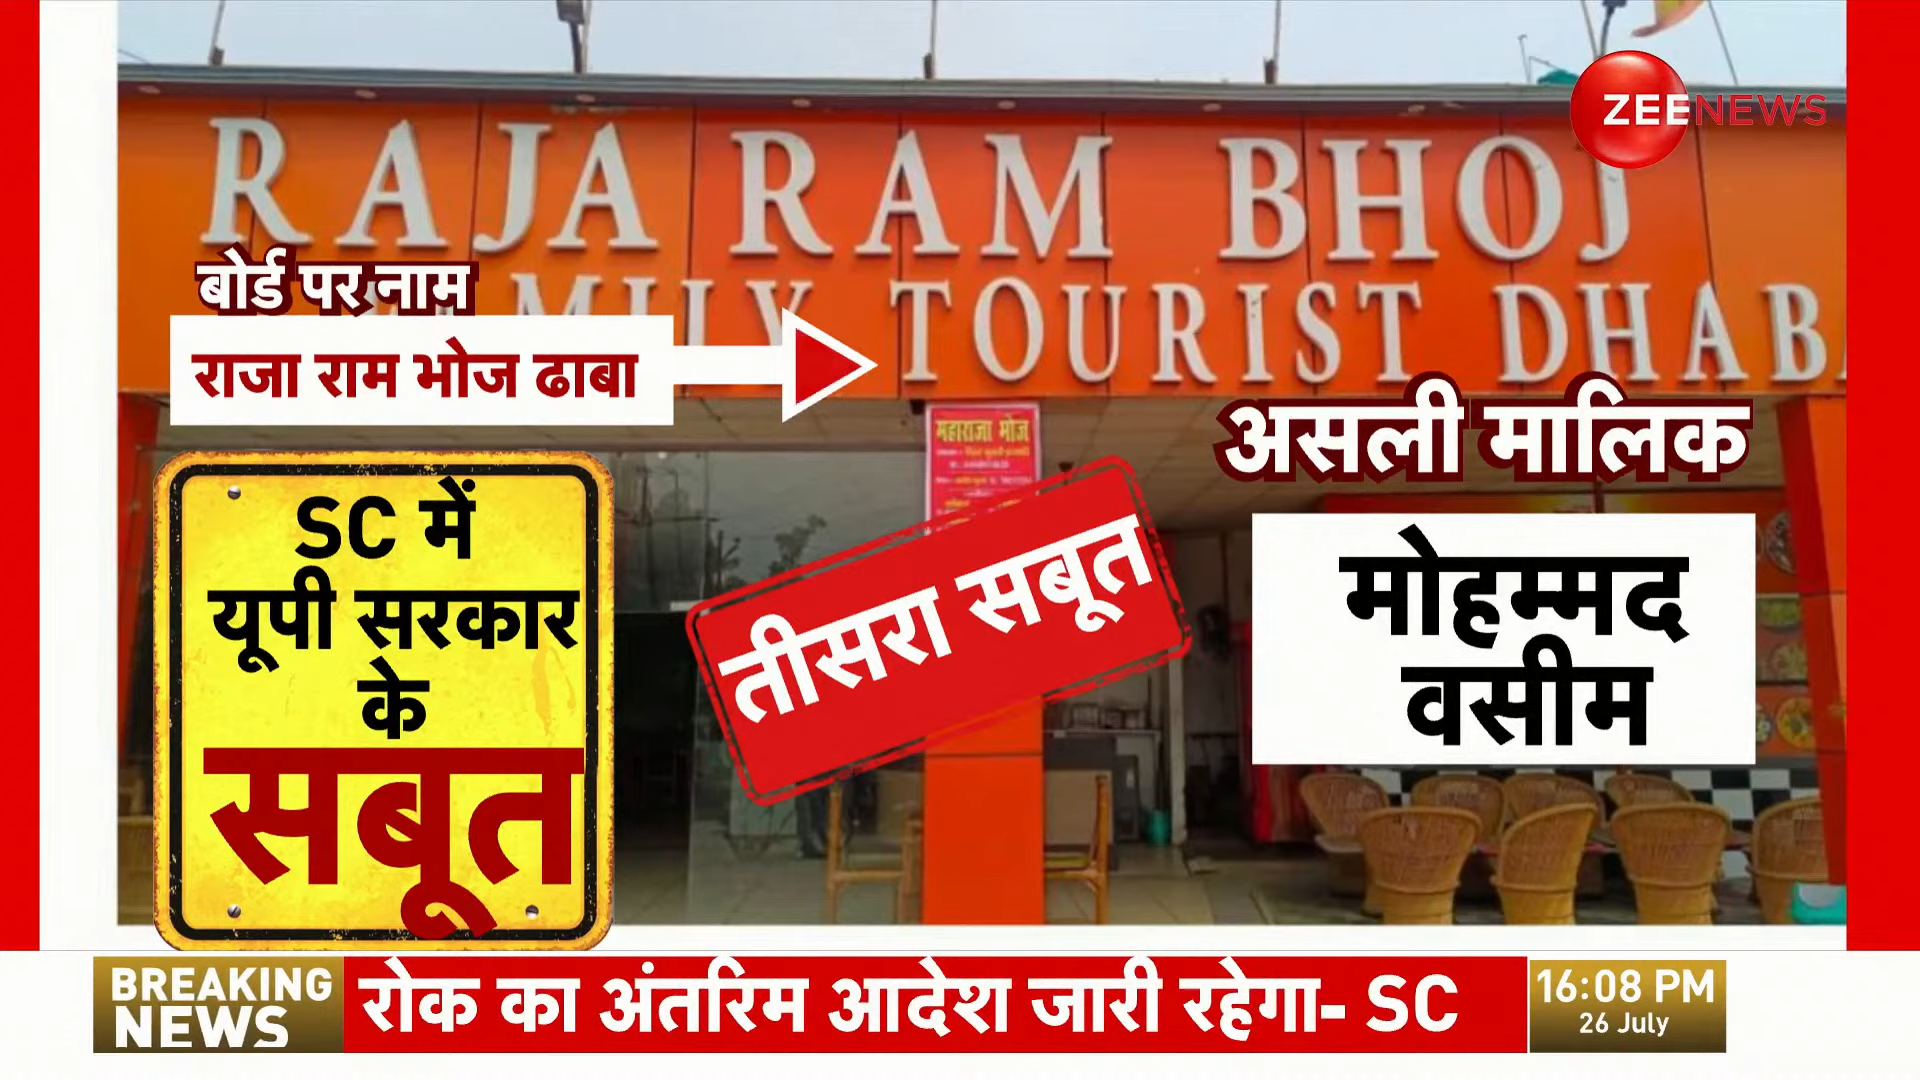 RAJA RAM BHOJ
ZEENEWS
TOURIST DHAB
बोर्ड पर नाम
राजा राम भोज ढाबा
महाराजा भोज
असली मालिक
मोहम्मद
वसीम
SC में
यूपी सरकार
के
सबूत
तीसरा सबूत
BREAKING
NEWS
रोक का अंतरिम आदेश जारी रहेगा- SC
16:08 PM
26 July